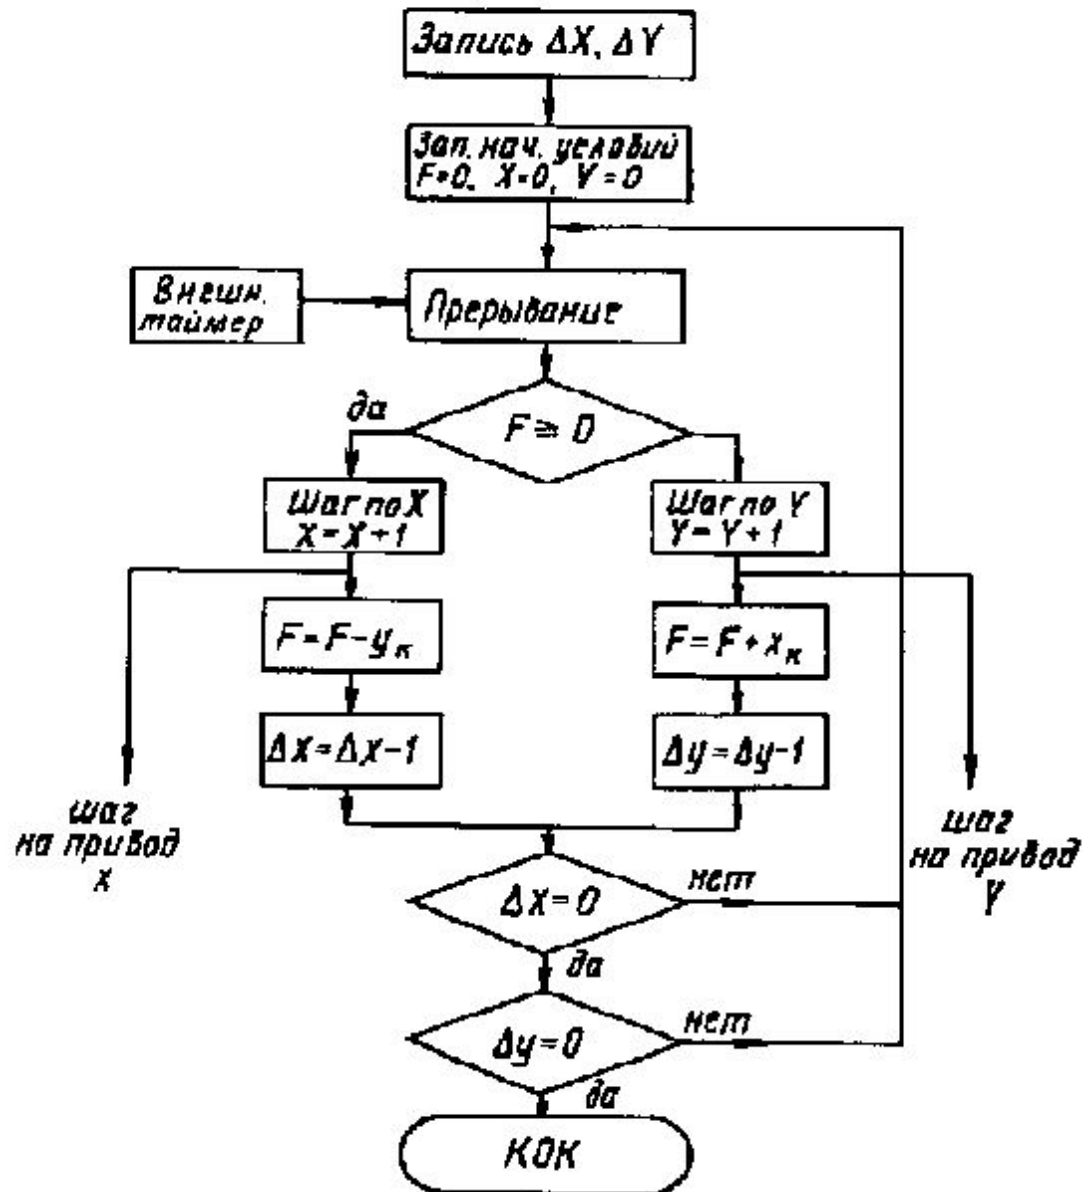 Запись ΔX, ΔY
Зап. нач. условий
F=0, X=0, Y=0
Внешн.
таймер
Прерывание
да
F ≥ 0
Шаг по X
X = X + 1
Шаг по Y
Y = Y + 1
F = F - yк
F = F + xк
ΔX = ΔX - 1
Δy = Δy - 1
шаг
на привод
X
шаг
на привод
Y
ΔX = 0
нет
да
Δy = 0
нет
да
КОК